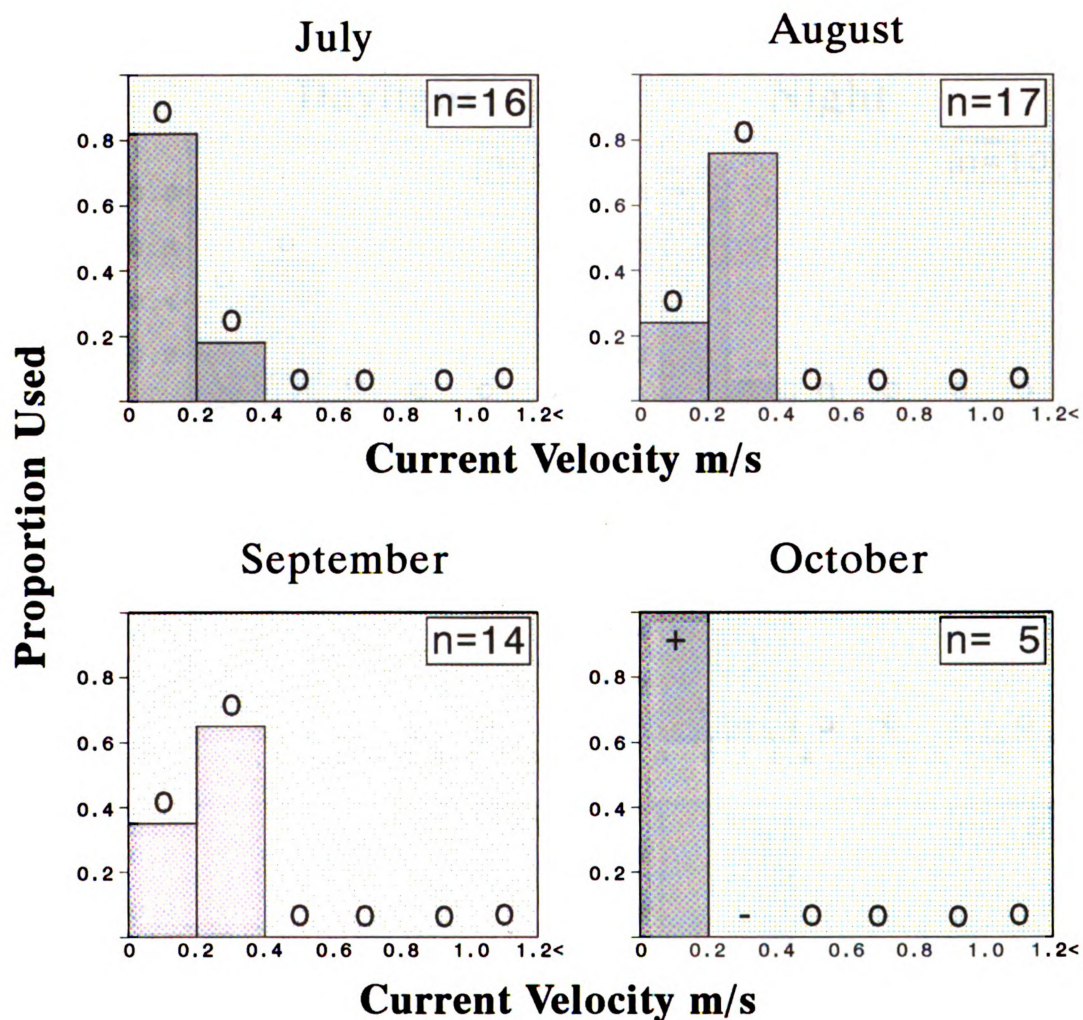 July
n=16
0.8
0.6
0.4
0.2
O
O
O O O O
0 0.2 0.4 0.6 0.8 1.0 1.2<
August
n=17
0.8
0.6
0.4
0.2
O
O
O O O O
0 0.2 0.4 0.6 0.8 1.0 1.2<
Current Velocity m/s
Proportion Used
September
n=14
0.8
0.6
0.4
0.2
O
O
O O O O
0 0.2 0.4 0.6 0.8 1.0 1.2<
October
n= 5
0.8
0.6
0.4
0.2
+
- O O O O
0 0.2 0.4 0.6 0.8 1.0 1.2<
Current Velocity m/s